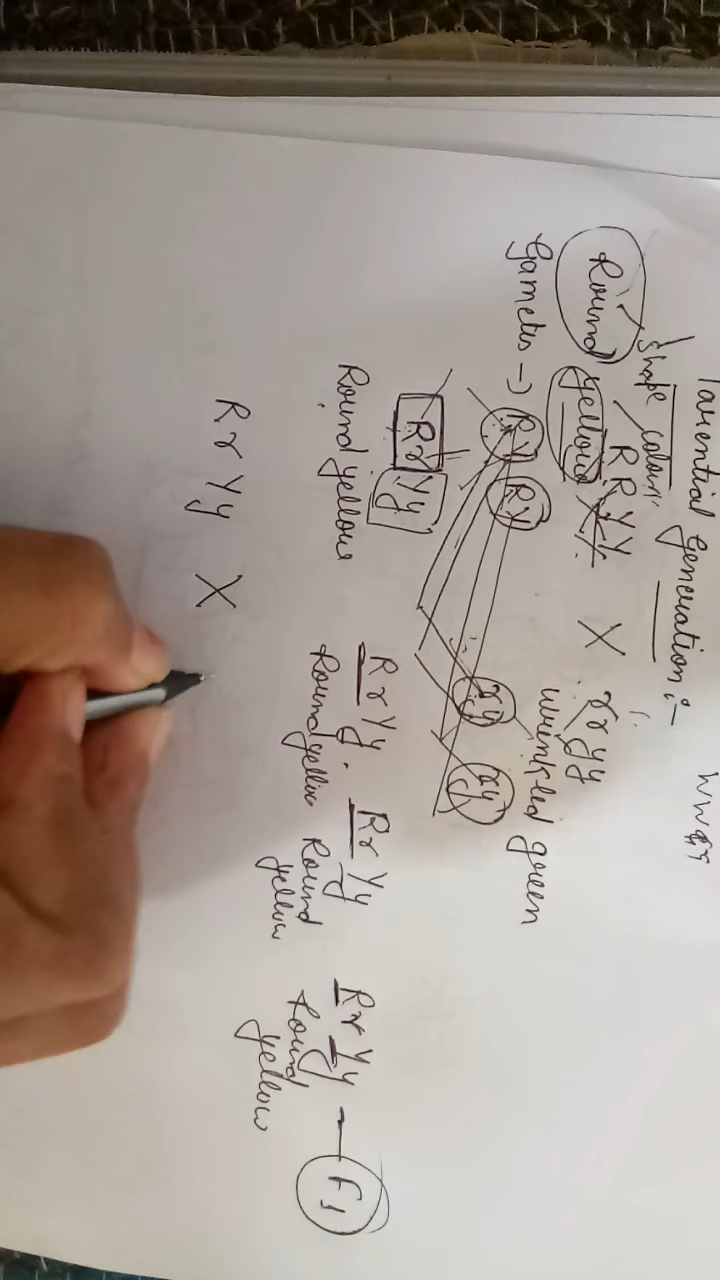 Parential Generation :-
shape colour
RRYY X rryy
Round yellow wrinkled green
Gametes -> RY RY ry ry
RrYy RrYy RrYy RrYy - F1
Round yellow Round yellow Round yellow Round yellow
RrYy X